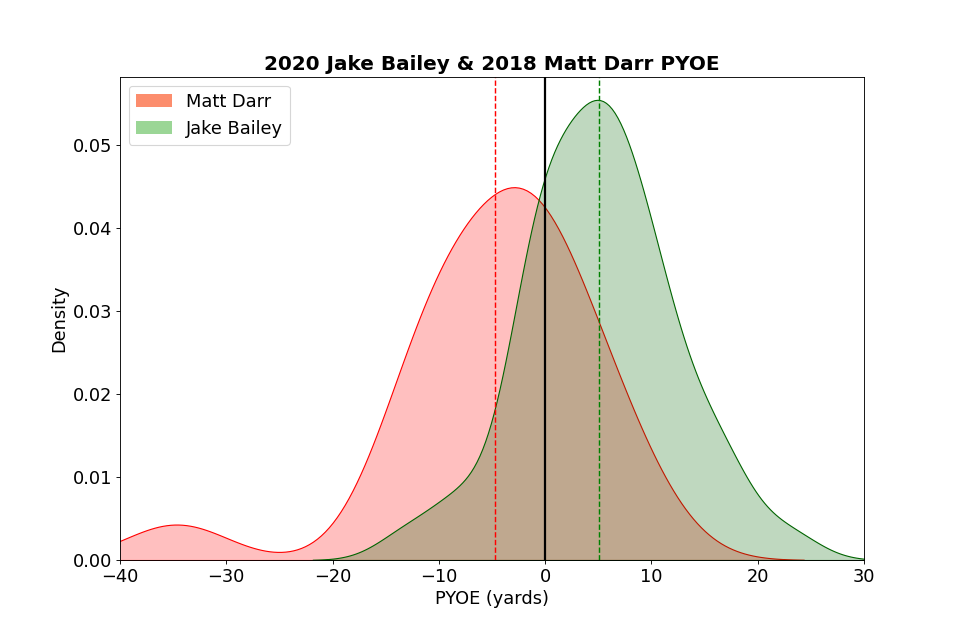 2020 Jake Bailey & 2018 Matt Darr PYOE
Matt Darr
Jake Bailey
0.05
0.04
0.03
0.02
0.01
0.00
Density
−40 −30 −20 −10 0 10 20 30
PYOE (yards)